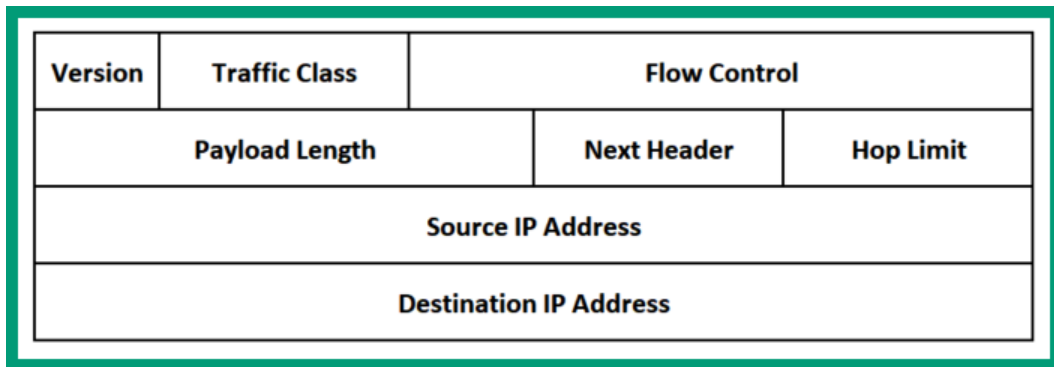 Version Traffic Class Flow Control
Payload Length Next Header Hop Limit
Source IP Address
Destination IP Address